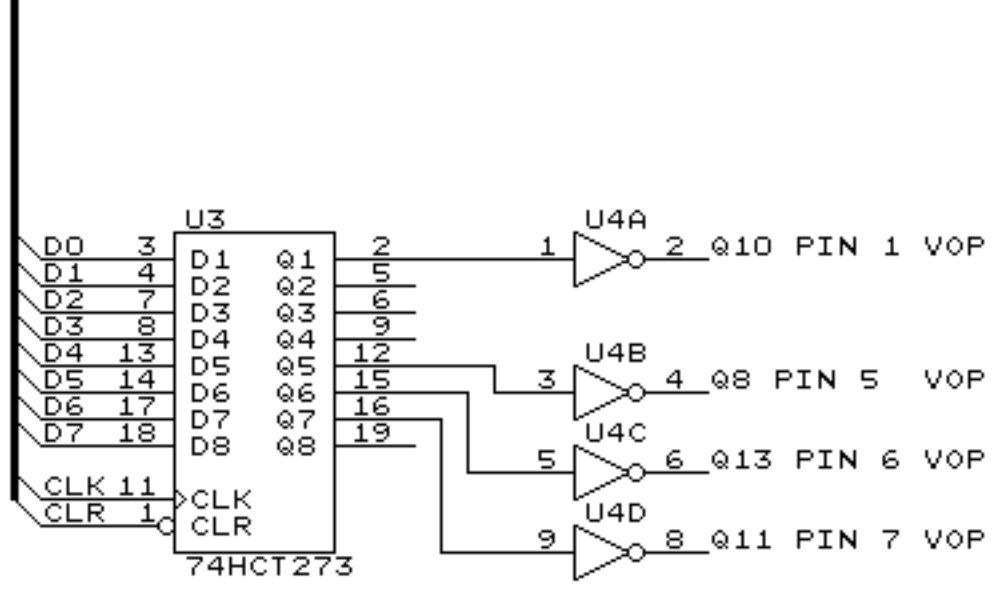 U3 U4A
D0 3 2 1 2 Q10 PIN 1 VOP
D1 Q1
D1 4 5
D2 Q2
D2 7 6
D3 Q3
D3 8 9
D4 Q4
U4B
D4 13 12
D5 Q5
D5 14 15 3 4 Q8 PIN 5 VOP
D6 Q6
D6 17 16
D7 Q7
D7 18 19 U4C
D8 Q8
5 6 Q13 PIN 6 VOP
CLK 11
CLK
CLR 1 U4D
CLR
9 8 Q11 PIN 7 VOP
74HCT273